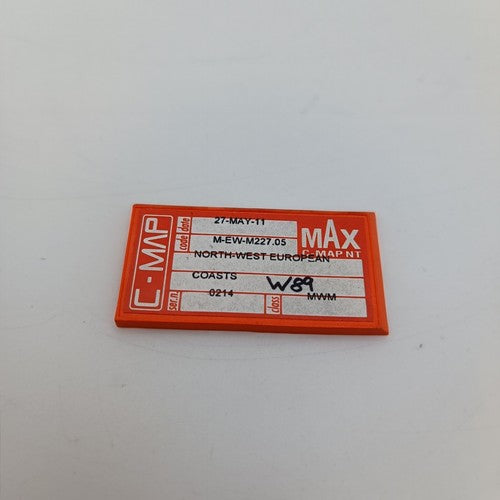 C-MAP
date 27-MAY-11
code M-EW-M227.05
MAX
C-MAP NT
NORTH-WEST EUROPEAN
COASTS W89
ser.n. 0214 class MWM